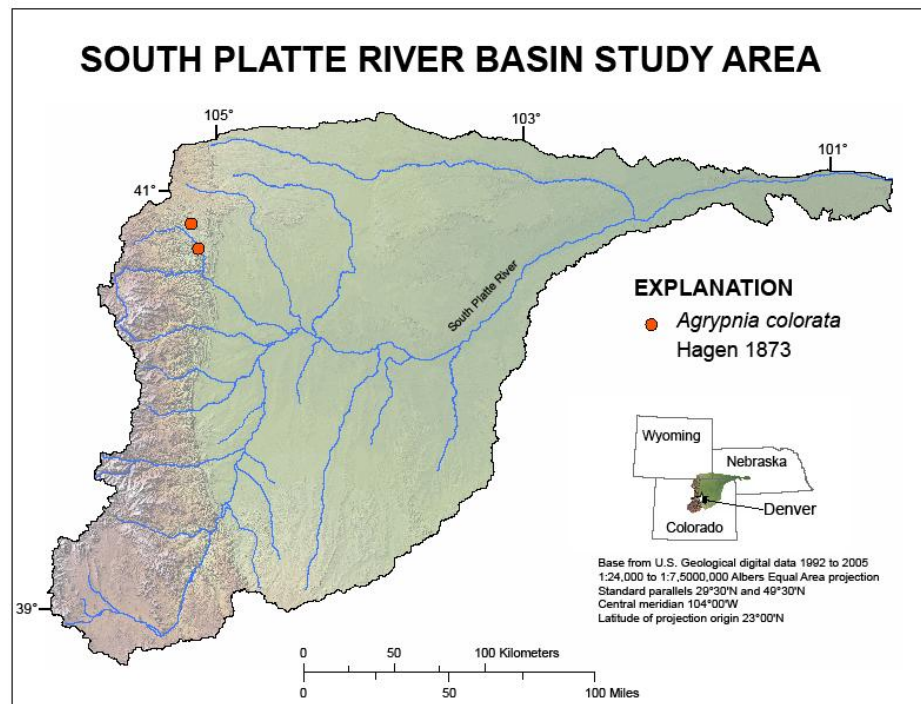 SOUTH PLATTE RIVER BASIN STUDY AREA
105°
103°
101°
41°
South Platte River
EXPLANATION
Agrypnia colorata
Hagen 1873
Wyoming
Nebraska
Denver
Colorado
39°
Base from U.S. Geological digital data 1992 to 2005
1:24,000 to 1:7,5000,000 Albers Equal Area projection
Standard parallels 29°30'N and 49°30'N
Central meridian 104°00'W
Latitude of projection origin 23°00'N
0 50 100 Kilometers
0 50 100 Miles